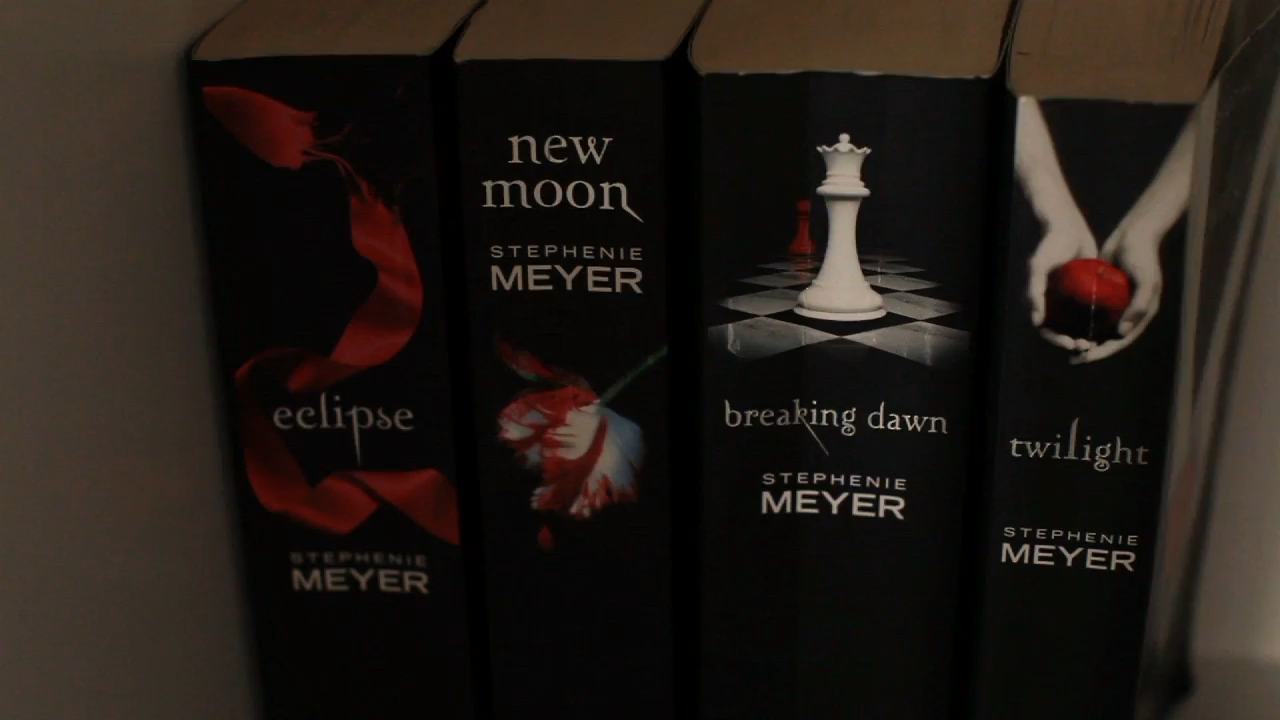 eclipse
STEPHENIE
MEYER
new
moon
STEPHENIE
MEYER
breaking dawn
STEPHENIE
MEYER
twilight
STEPHENIE
MEYER